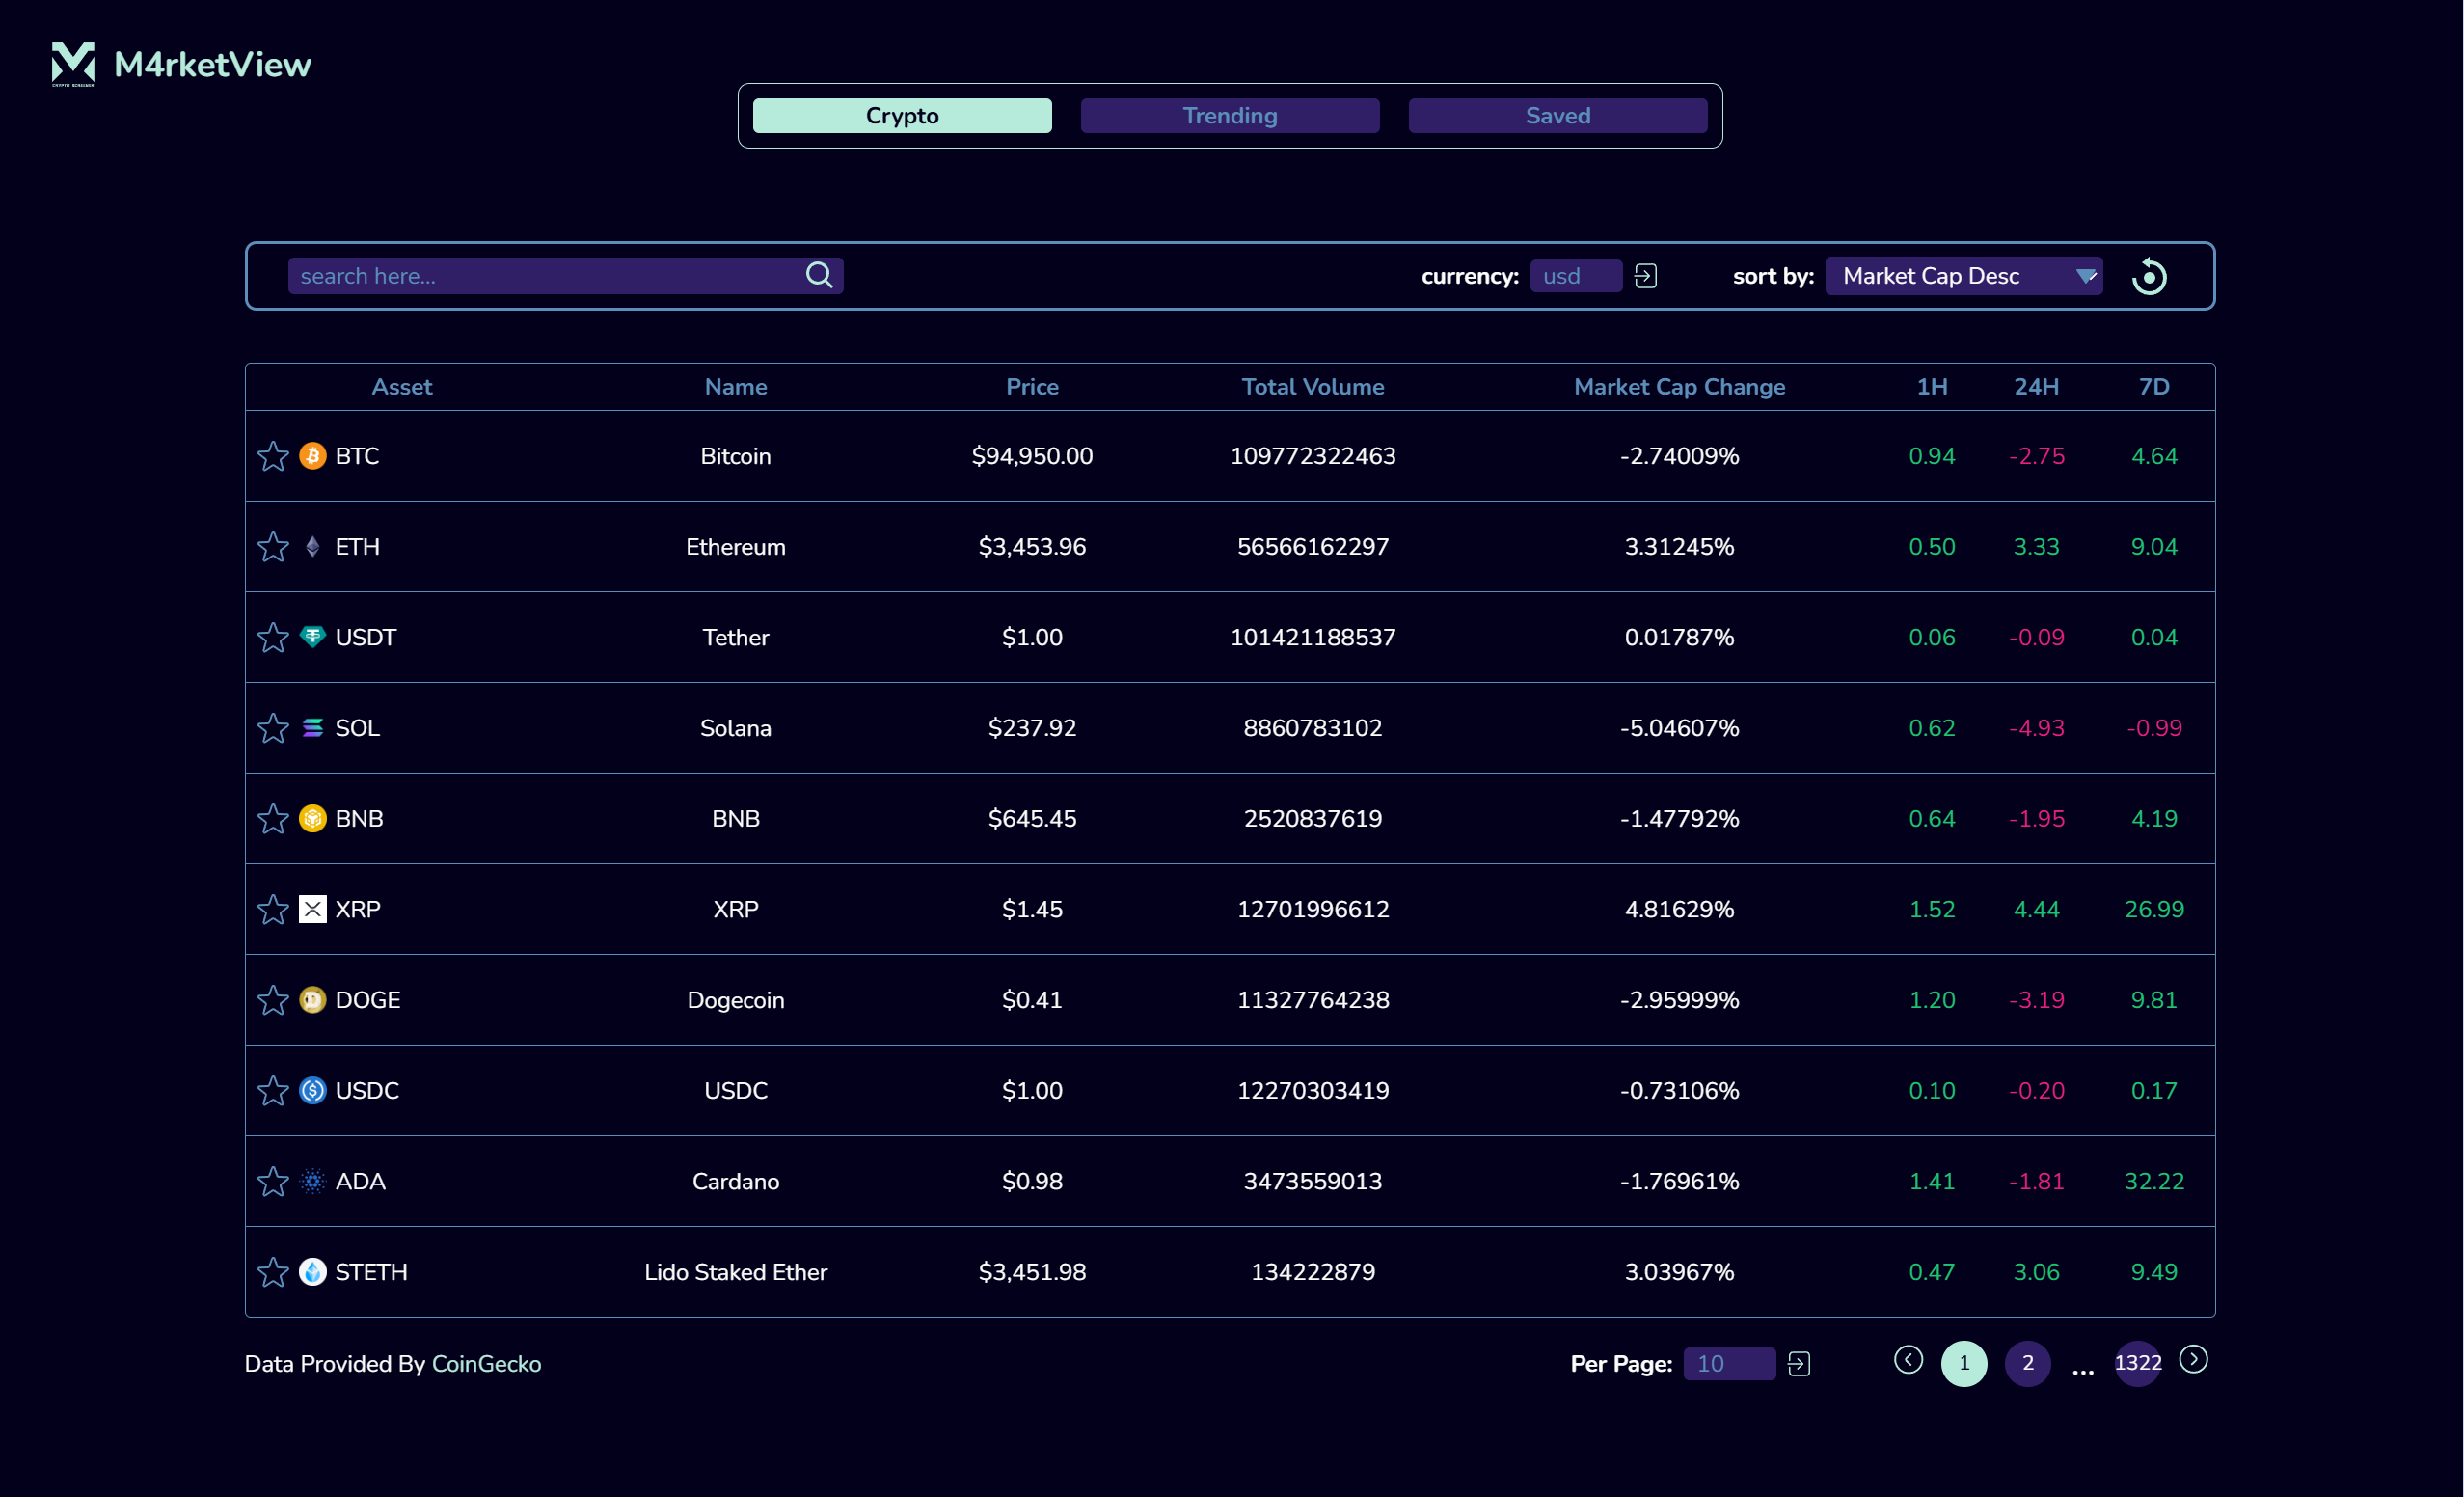 M4rketView
Crypto Trending Saved
search here... currency: usd sort by: Market Cap Desc
Asset Name Price Total Volume Market Cap Change 1H 24H 7D
BTC Bitcoin $94,950.00 109772322463 -2.74009% 0.94 -2.75 4.64
ETH Ethereum $3,453.96 56566162297 3.31245% 0.50 3.33 9.04
USDT Tether $1.00 101421188537 0.01787% 0.06 -0.09 0.04
SOL Solana $237.92 8860783102 -5.04607% 0.62 -4.93 -0.99
BNB BNB $645.45 2520837619 -1.47792% 0.64 -1.95 4.19
XRP XRP $1.45 12701996612 4.81629% 1.52 4.44 26.99
DOGE Dogecoin $0.41 11327764238 -2.95999% 1.20 -3.19 9.81
USDC USDC $1.00 12270303419 -0.73106% 0.10 -0.20 0.17
ADA Cardano $0.98 3473559013 -1.76961% 1.41 -1.81 32.22
STETH Lido Staked Ether $3,451.98 134222879 3.03967% 0.47 3.06 9.49
Data Provided By CoinGecko Per Page: 10 1 2 ... 1322